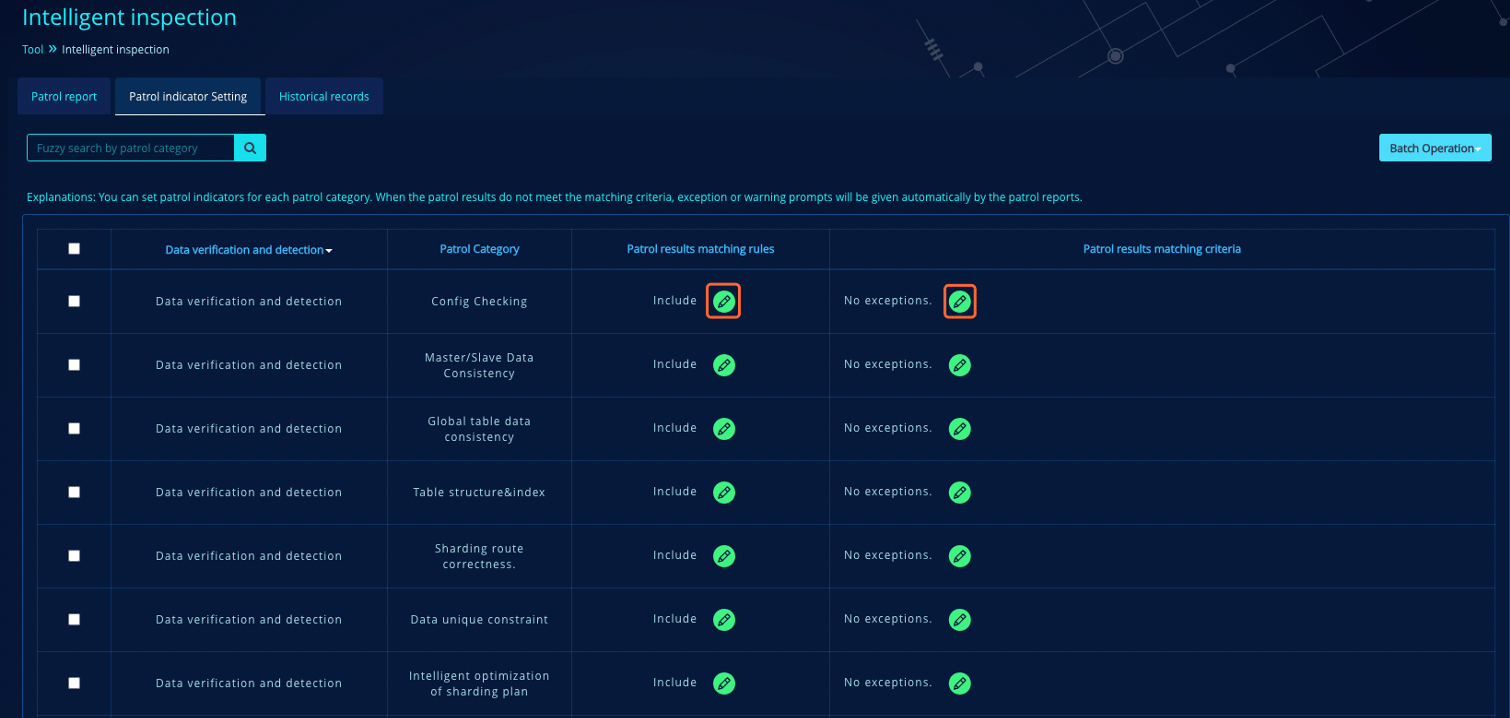 Intelligent inspection
Tool » Intelligent inspection
Patrol report
Patrol indicator Setting
Historical records
Fuzzy search by patrol category
Batch Operation
Explanations: You can set patrol indicators for each patrol category. When the patrol results do not meet the matching criteria, exception or warning prompts will be given automatically by the patrol reports.
Data verification and detection
Patrol Category
Patrol results matching rules
Patrol results matching criteria
Data verification and detection
Config Checking
Include
No exceptions.
Data verification and detection
Master/Slave Data
Consistency
Include
No exceptions.
Data verification and detection
Global table data
consistency
Include
No exceptions.
Data verification and detection
Table structure&index
Include
No exceptions.
Data verification and detection
Sharding route
correctness.
Include
No exceptions.
Data verification and detection
Data unique constraint
Include
No exceptions.
Data verification and detection
Intelligent optimization
of sharding plan
Include
No exceptions.